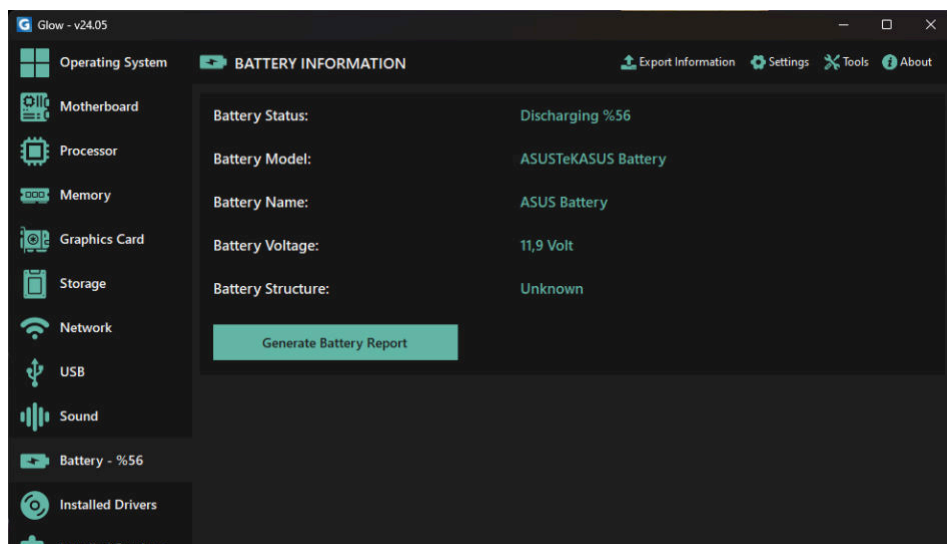 Glow - v24.05
Operating System
BATTERY INFORMATION
Export Information
Settings
Tools
About
Motherboard
Battery Status:
Discharging %56
Processor
Battery Model:
ASUSTeKASUS Battery
Memory
Battery Name:
ASUS Battery
Graphics Card
Battery Voltage:
11,9 Volt
Storage
Battery Structure:
Unknown
Network
Generate Battery Report
USB
Sound
Battery - %56
Installed Drivers